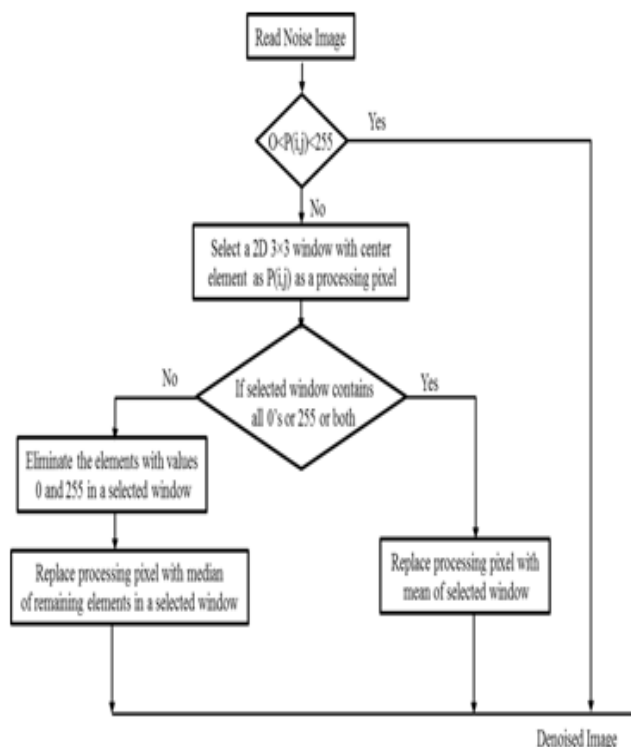 Read Noise Image
Yes
O<P(i,j)<255
No
Select a 2D 3×3 window with center
element as P(i,j) as a processing pixel
No
If selected window contains
all 0's or 255 or both
Yes
Eliminate the elements with values
0 and 255 in a selected window
Replace processing pixel with median
of remaining elements in a selected window
Replace processing pixel with
mean of selected window
Denoised Image